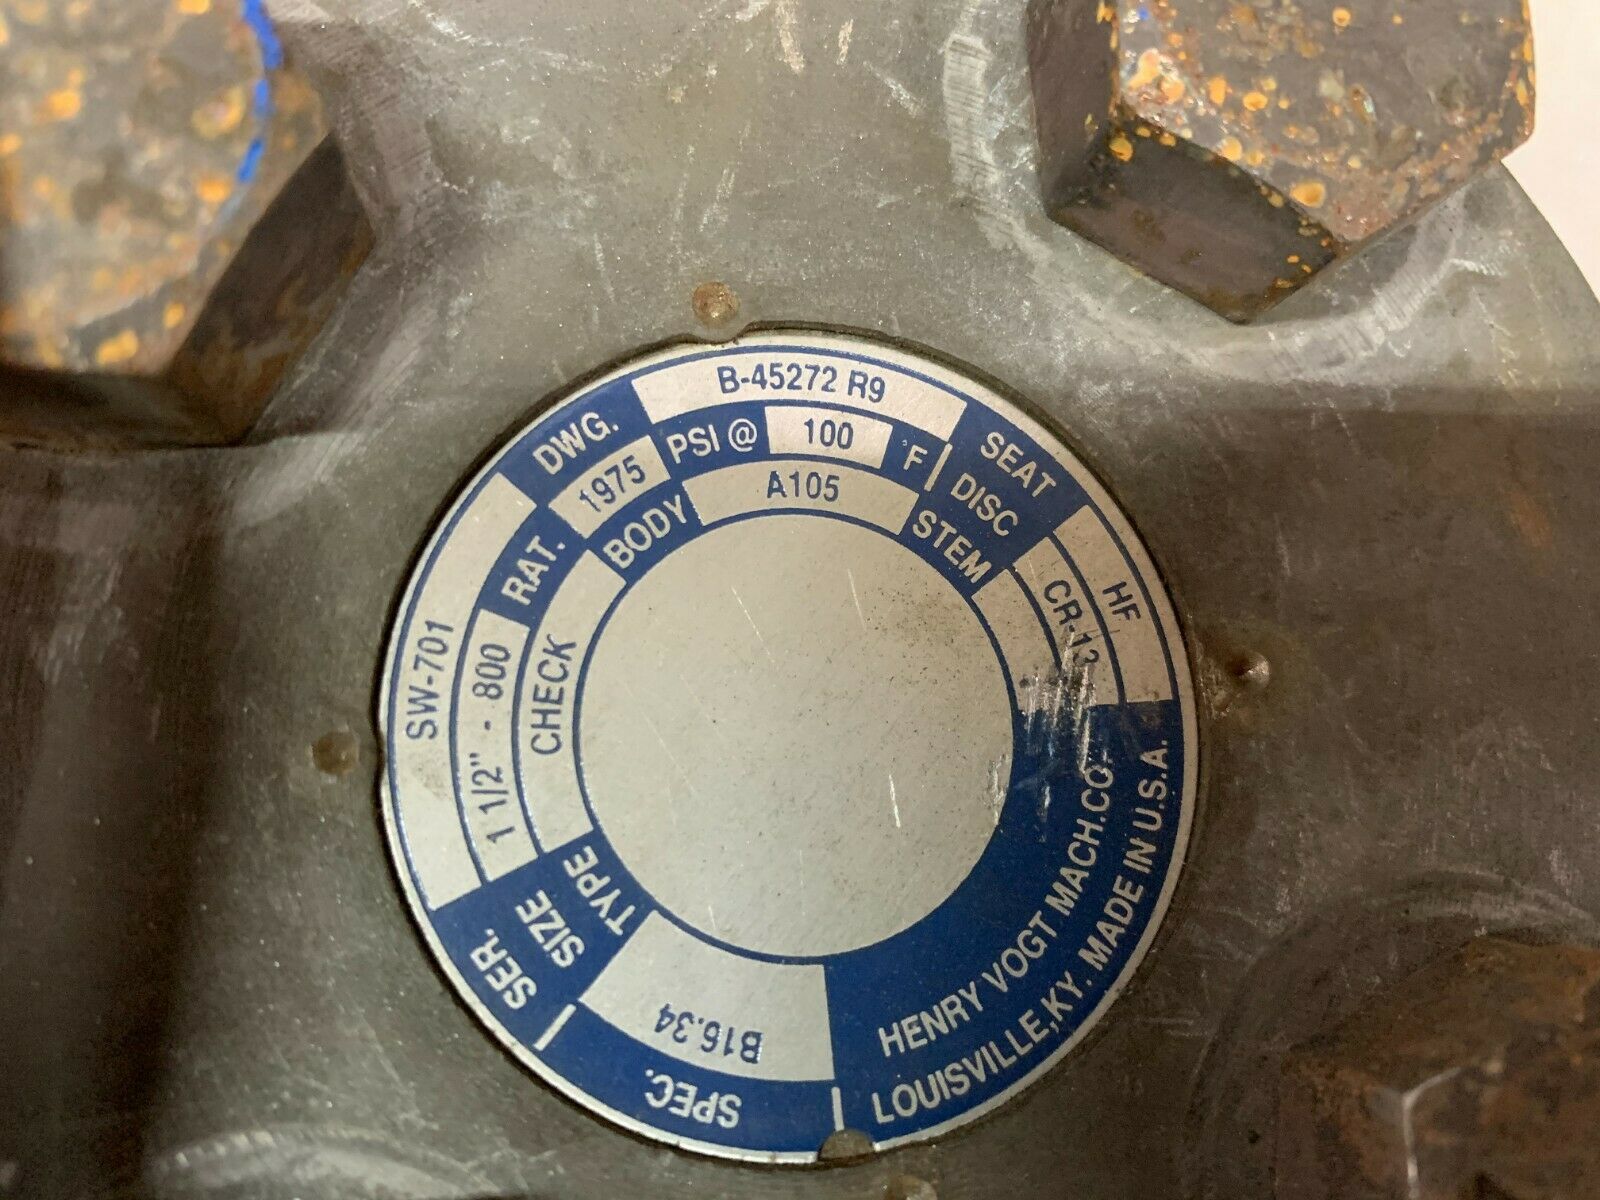 SER. SW-701
SIZE 1 1/2" - 800
TYPE CHECK
DWG. B-45272 R9
RAT. 1975 PSI @ 100 °F
BODY A105
SEAT HF
DISC CR-13
STEM
SPEC. B16.34
HENRY VOGT MACH.CO.
LOUISVILLE,KY. MADE IN U.S.A.